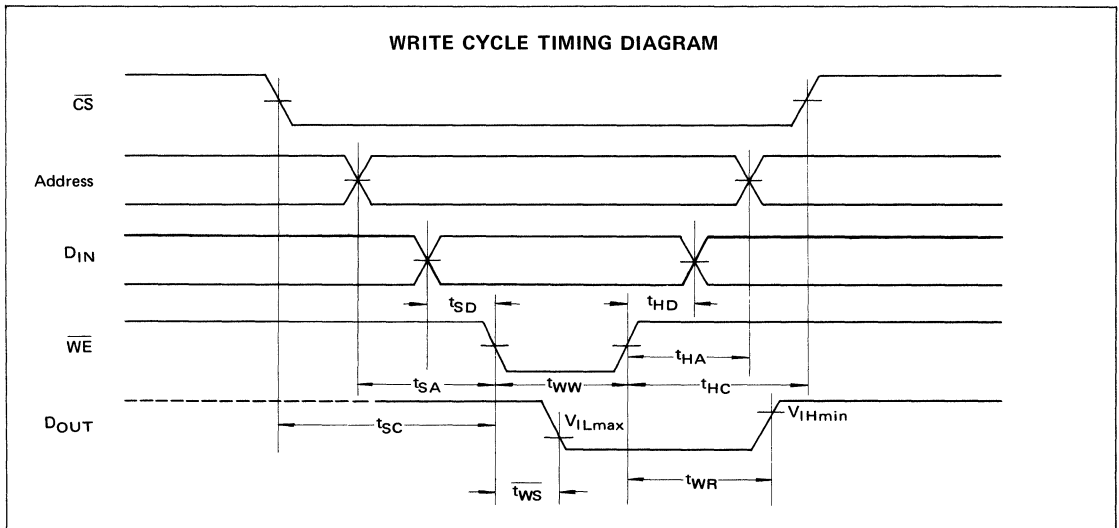 WRITE CYCLE TIMING DIAGRAM
CS
Address
DIN
tSD
tHD
WE
tHA
tSA
tWW
tHC
DOUT
tSC
VILmax
VIHmin
tWS
tWR